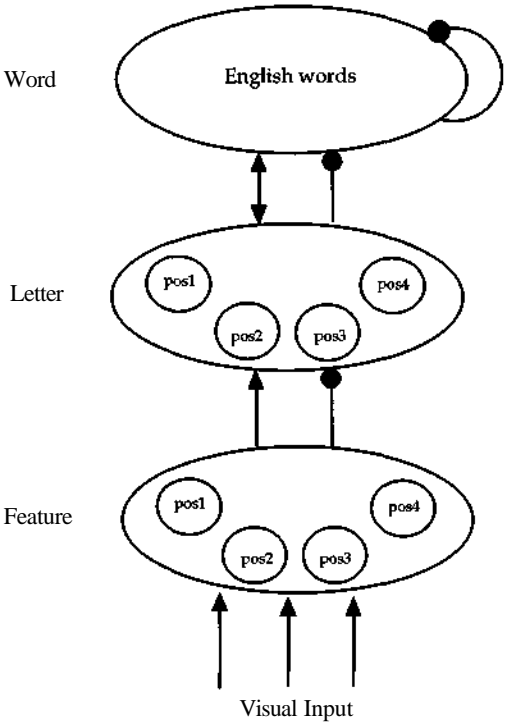 Word
English words
Letter
pos1
pos4
pos2
pos3
Feature
pos1
pos4
pos2
pos3
Visual Input